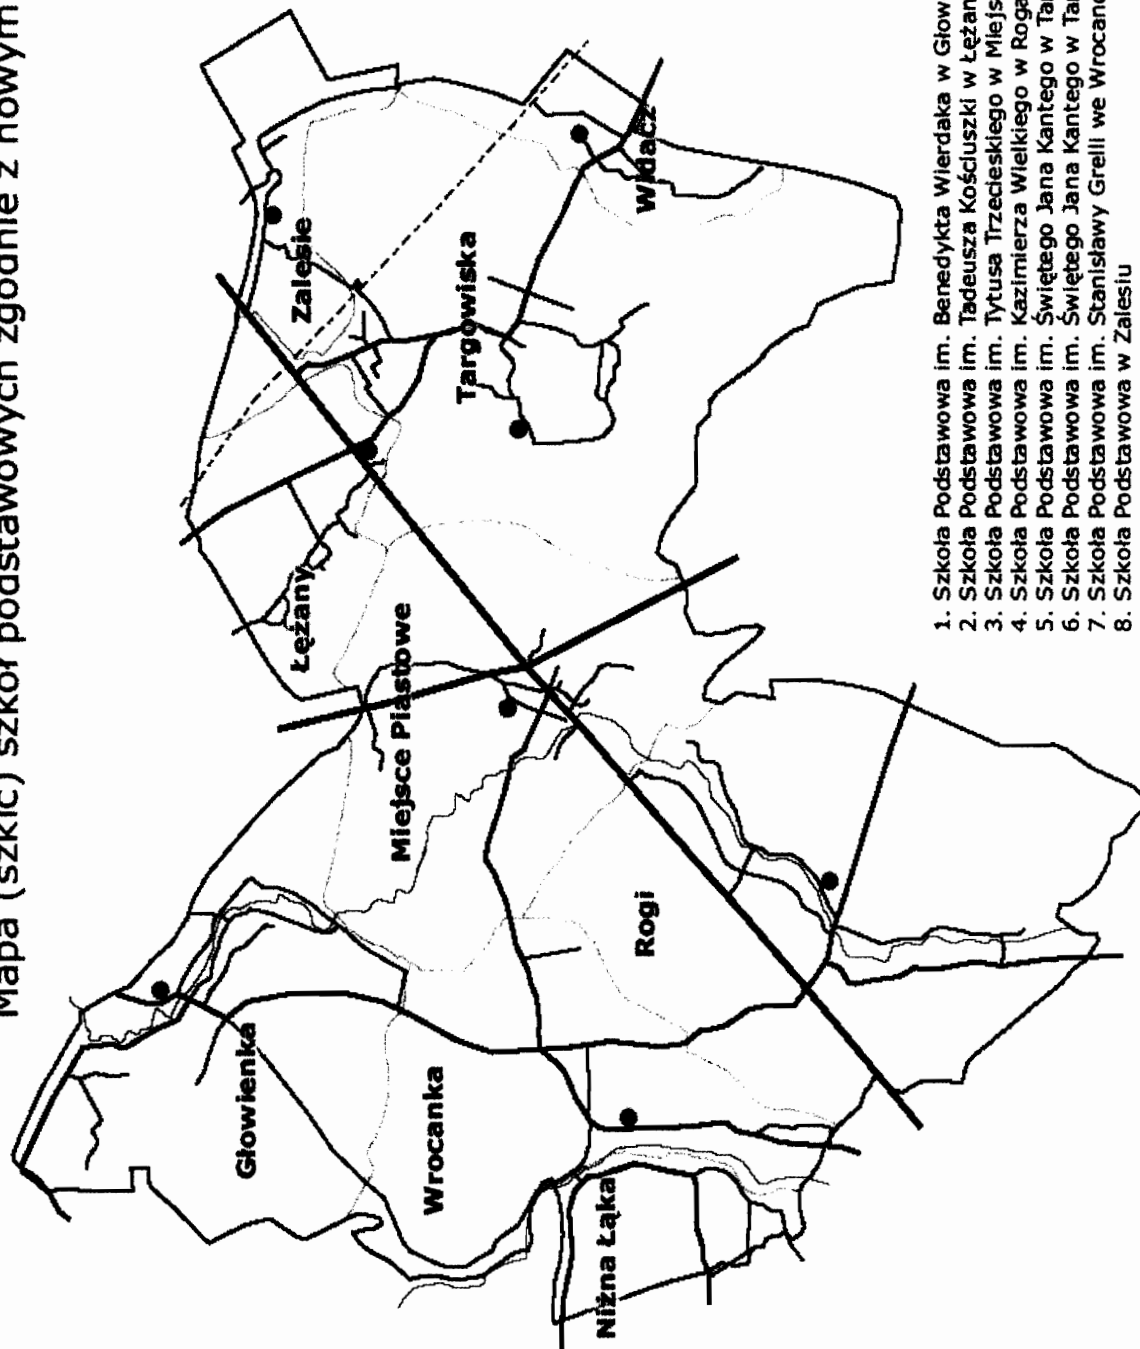 Mapa (szkic) szkół podstawowych zgodnie z nowym
Głowienka
Wrocanka
Niżna Łąka
Łężany
Miejsce Piastowe
Rogi
Zalesie
Targowiska
Widacz
1. Szkoła Podstawowa im. Benedykta Wierdaka w Głow
2. Szkoła Podstawowa im. Tadeusza Kościuszki w Łężan
3. Szkoła Podstawowa im. Tytusa Trzecieskiego w Miejs
4. Szkoła Podstawowa im. Kazimierza Wielkiego w Roga
5. Szkoła Podstawowa im. Świętego Jana Kantego w Tar
6. Szkoła Podstawowa im. Świętego Jana Kantego w Tar
7. Szkoła Podstawowa im. Stanisławy Grelli we Wrocanc
8. Szkoła Podstawowa w Zalesiu